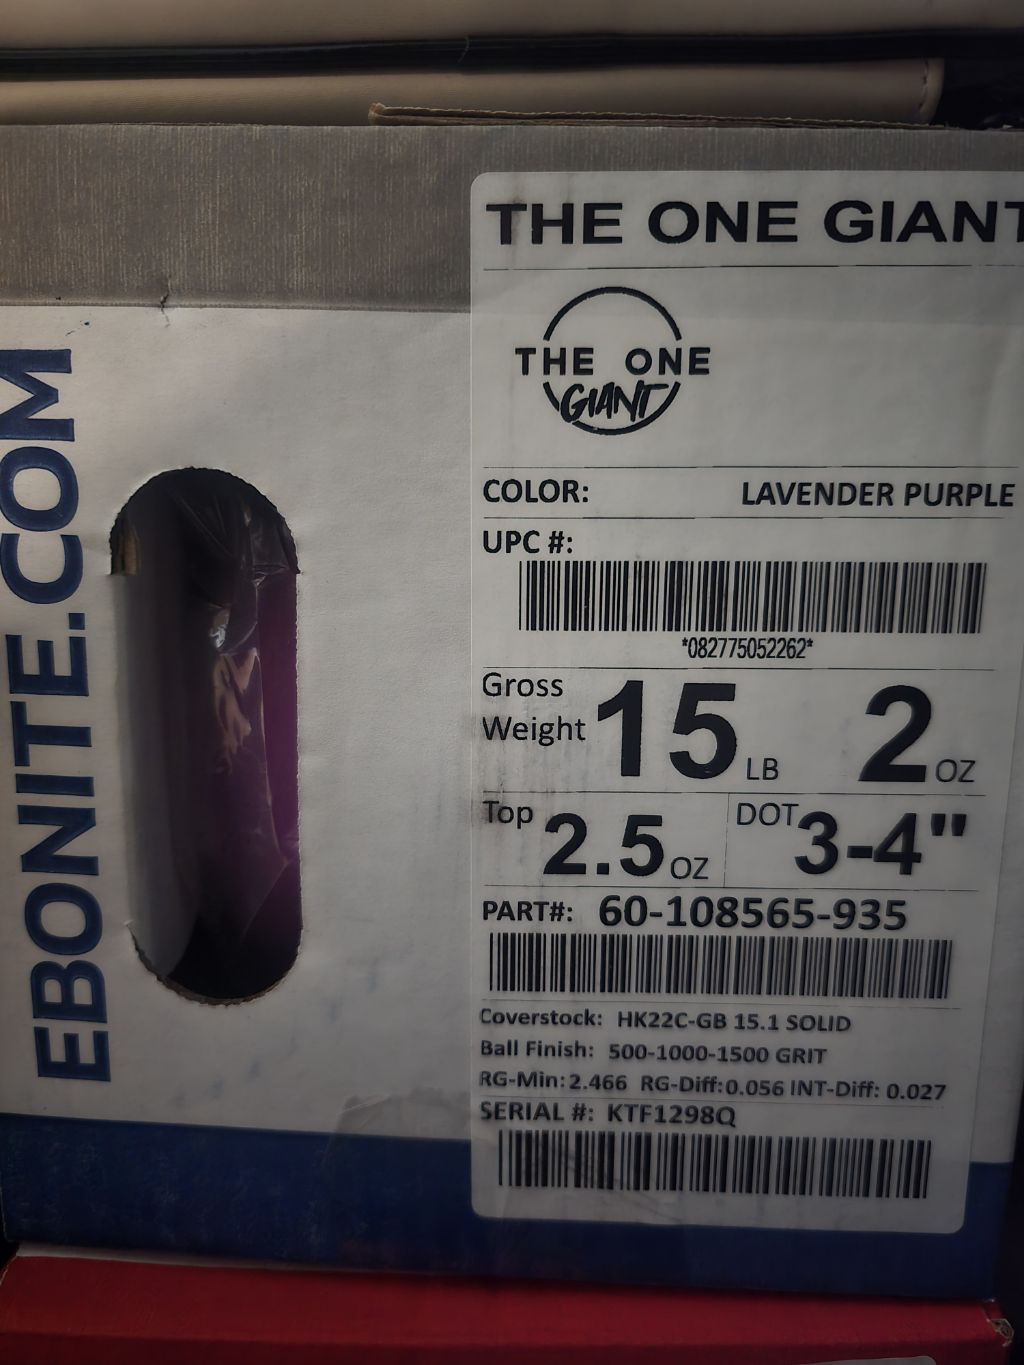 EBONITE.COM
THE ONE GIANT
THE ONE
GIANT
COLOR: LAVENDER PURPLE
UPC #:
*082775052262*
Gross
Weight 15 LB 2 OZ
Top 2.5 OZ DOT 3-4"
PART#: 60-108565-935
Coverstock: HK22C-GB 15.1 SOLID
Ball Finish: 500-1000-1500 GRIT
RG-Min: 2.466 RG-Diff: 0.056 INT-Diff: 0.027
SERIAL #: KTF1298Q